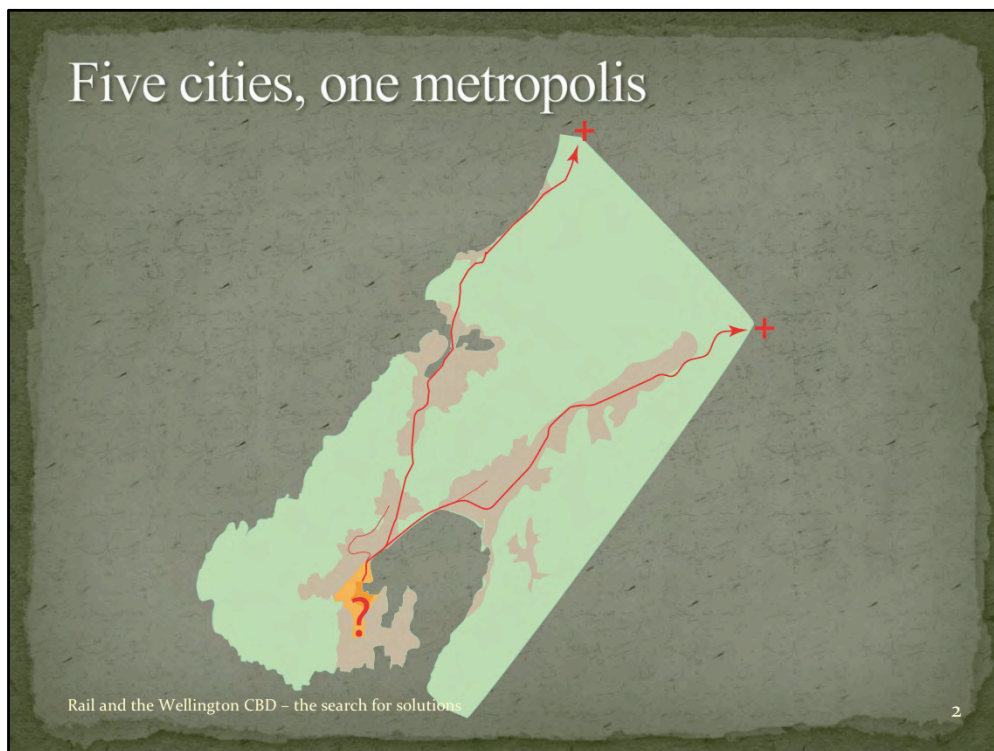 Five cities, one metropolis
?
Rail and the Wellington CBD – the search for solutions
2